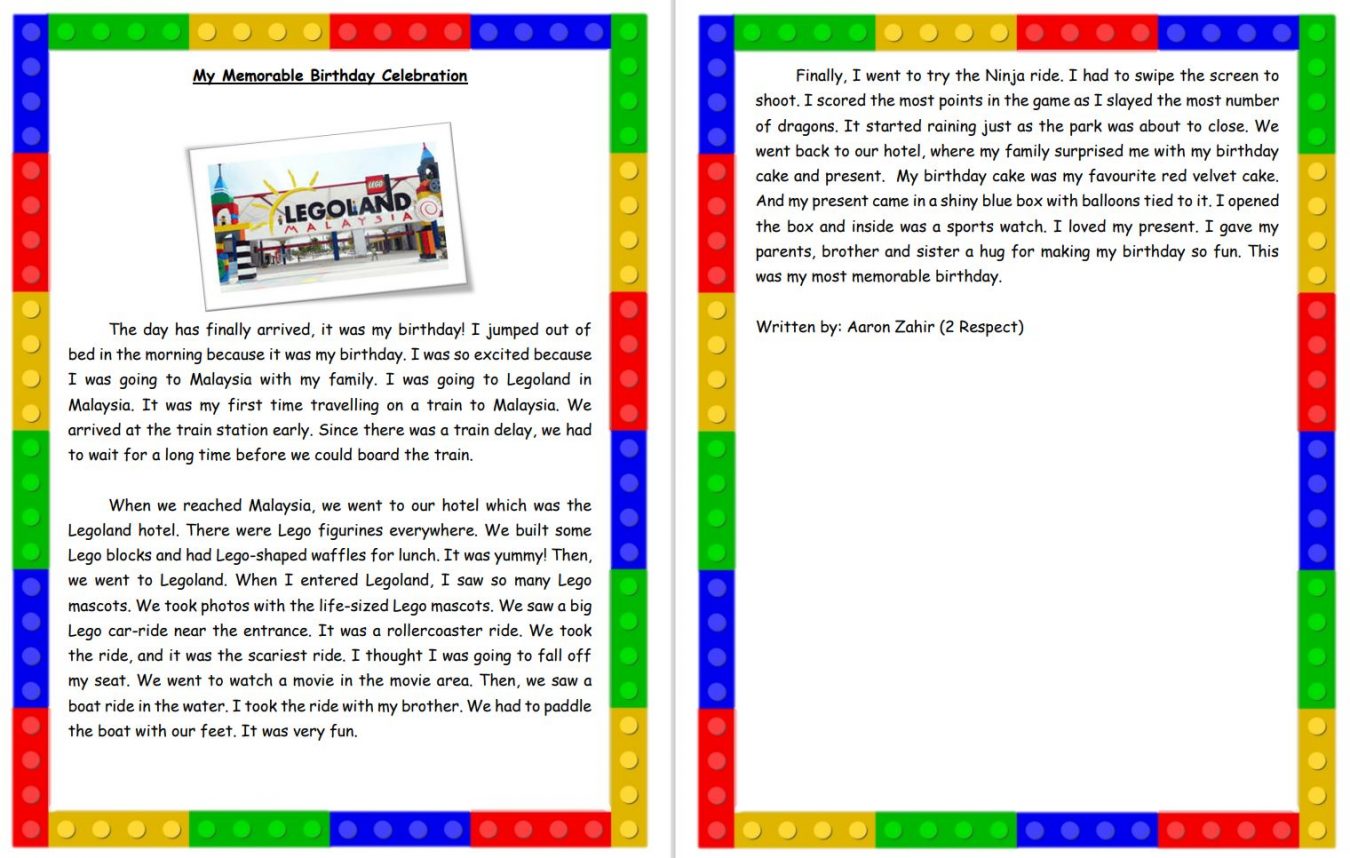 My Memorable Birthday Celebration
LEGO
LEGOLAND
MALAYSIA
The day has finally arrived, it was my birthday! I jumped out of
bed in the morning because it was my birthday. I was so excited because
I was going to Malaysia with my family. I was going to Legoland in
Malaysia. It was my first time travelling on a train to Malaysia. We
arrived at the train station early. Since there was a train delay, we had
to wait for a long time before we could board the train.
When we reached Malaysia, we went to our hotel which was the
Legoland hotel. There were Lego figurines everywhere. We built some
Lego blocks and had Lego-shaped waffles for lunch. It was yummy! Then,
we went to Legoland. When I entered Legoland, I saw so many Lego
mascots. We took photos with the life-sized Lego mascots. We saw a big
Lego car-ride near the entrance. It was a rollercoaster ride. We took
the ride, and it was the scariest ride. I thought I was going to fall off
my seat. We went to watch a movie in the movie area. Then, we saw a
boat ride in the water. I took the ride with my brother. We had to paddle
the boat with our feet. It was very fun.
Finally, I went to try the Ninja ride. I had to swipe the screen to
shoot. I scored the most points in the game as I slayed the most number
of dragons. It started raining just as the park was about to close. We
went back to our hotel, where my family surprised me with my birthday
cake and present. My birthday cake was my favourite red velvet cake.
And my present came in a shiny blue box with balloons tied to it. I opened
the box and inside was a sports watch. I loved my present. I gave my
parents, brother and sister a hug for making my birthday so fun. This
was my most memorable birthday.
Written by: Aaron Zahir (2 Respect)